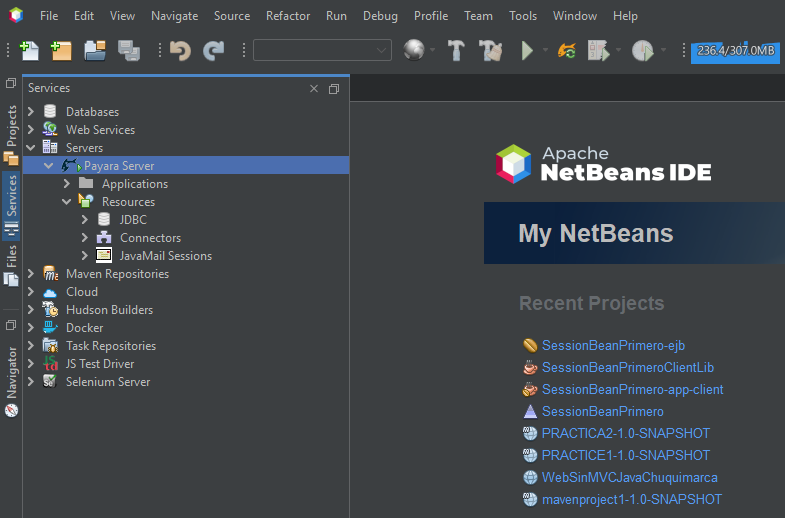 File Edit View Navigate Source Refactor Run Debug Profile Team Tools Window Help
236.4/307.0MB
Projects
Services
Files
Navigator
Services
Databases
Web Services
Servers
Payara Server
Applications
Resources
JDBC
Connectors
JavaMail Sessions
Maven Repositories
Cloud
Hudson Builders
Docker
Task Repositories
JS Test Driver
Selenium Server
Apache
NetBeans IDE
My NetBeans
Recent Projects
SessionBeanPrimero-ejb
SessionBeanPrimeroClientLib
SessionBeanPrimero-app-client
SessionBeanPrimero
PRACTICA2-1.0-SNAPSHOT
PRACTICE1-1.0-SNAPSHOT
WebSinMVCJavaChuquimarca
mavenproject1-1.0-SNAPSHOT